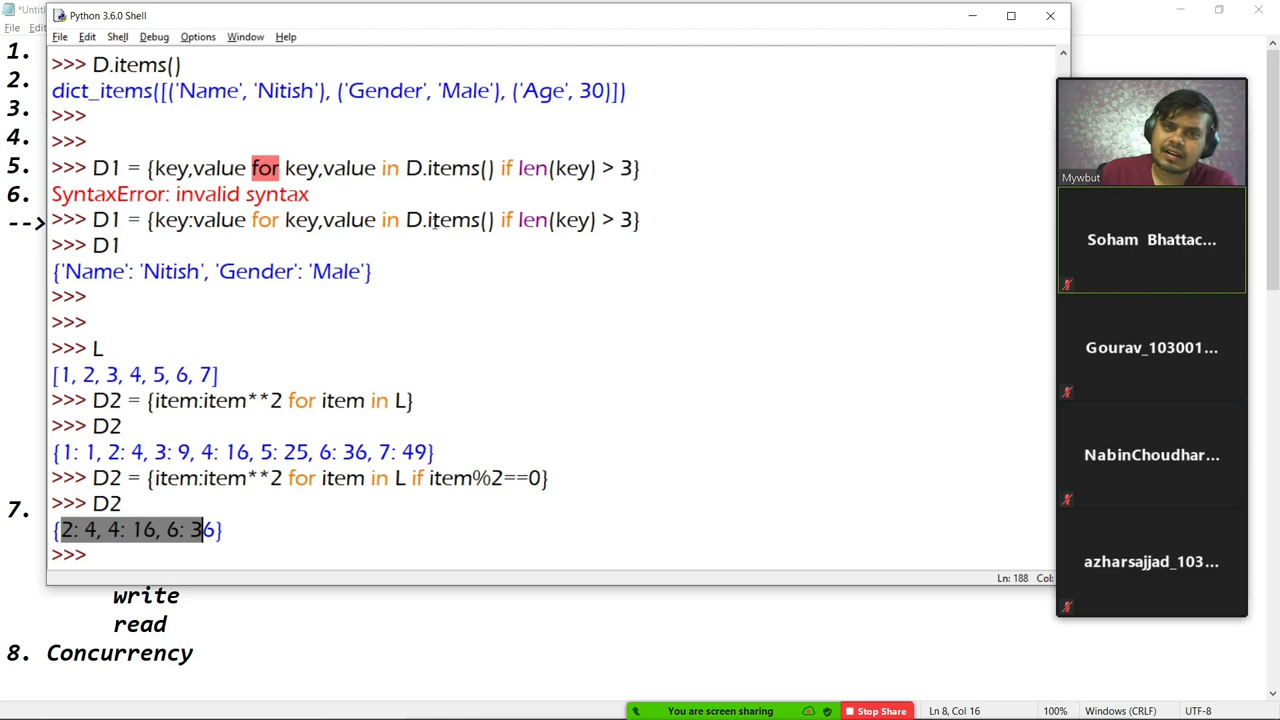 *Untitl
File Edit
Python 3.6.0 Shell
File Edit Shell Debug Options Window Help
>>> D.items()
dict_items([('Name', 'Nitish'), ('Gender', 'Male'), ('Age', 30)])
>>>
>>>
>>> D1 = {key,value for key,value in D.items() if len(key) > 3}
SyntaxError: invalid syntax
>>> D1 = {key:value for key,value in D.items() if len(key) > 3}
>>> D1
{'Name': 'Nitish', 'Gender': 'Male'}
>>>
>>>
>>> L
[1, 2, 3, 4, 5, 6, 7]
>>> D2 = {item:item**2 for item in L}
>>> D2
{1: 1, 2: 4, 3: 9, 4: 16, 5: 25, 6: 36, 7: 49}
>>> D2 = {item:item**2 for item in L if item%2==0}
>>> D2
{2: 4, 4: 16, 6: 36}
>>>
Ln: 188 Col:
1.
2.
3.
4.
5.
6.
-->
7.
write
read
8. Concurrency
Mywbut
Soham Bhattac...
Gourav_103001...
NabinChoudhar...
azharsajjad_103...
You are screen sharing
Stop Share
Ln 8, Col 16
100%
Windows (CRLF)
UTF-8